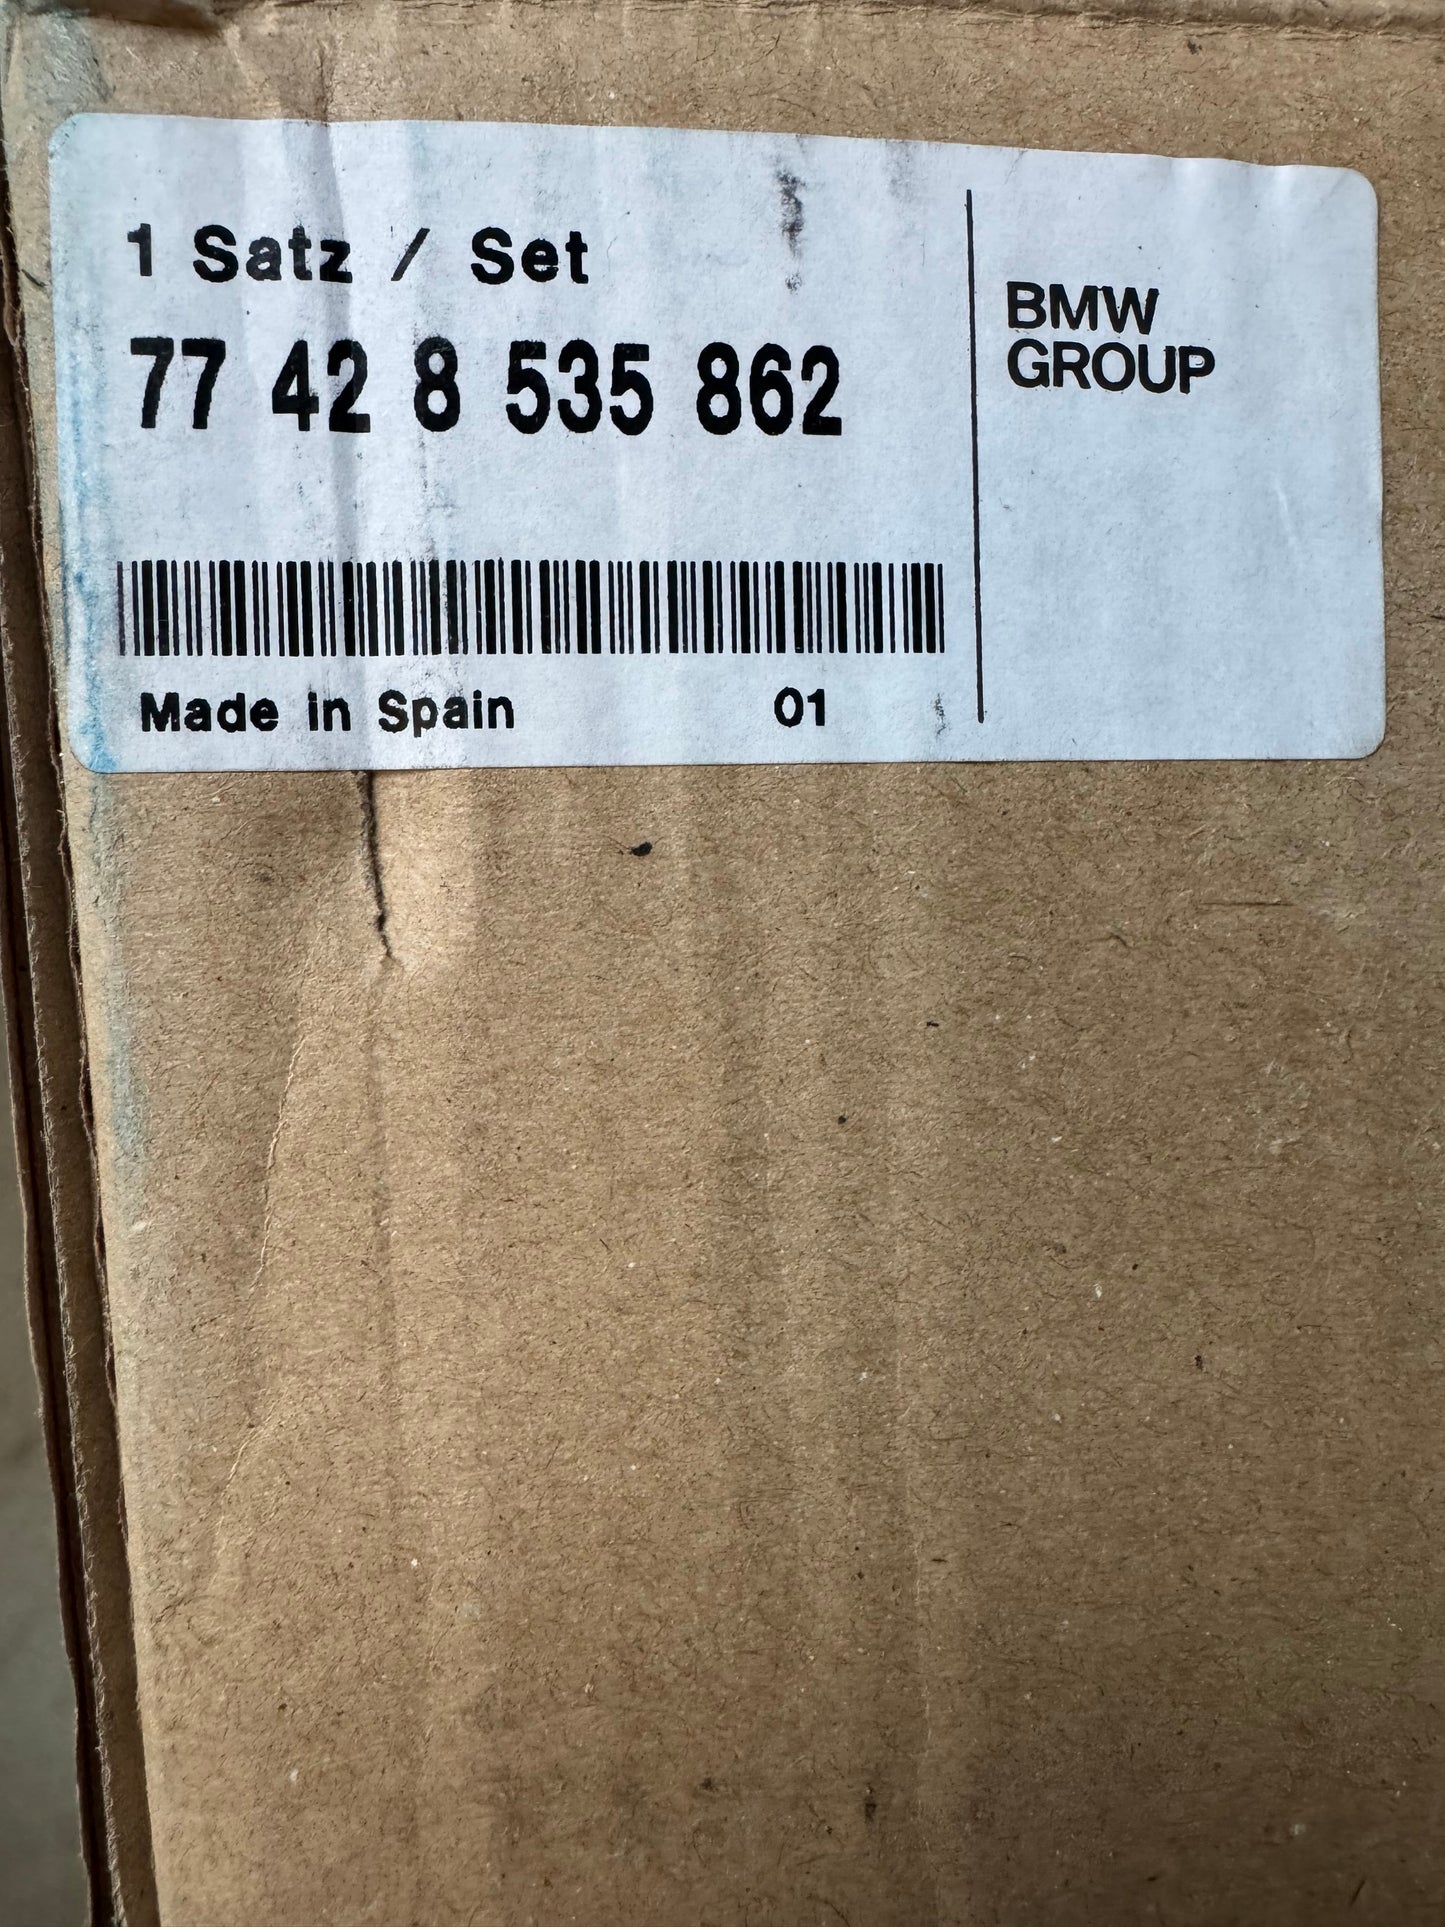 1 Satz / Set
77 42 8 535 862
Made in Spain 01
BMW
GROUP